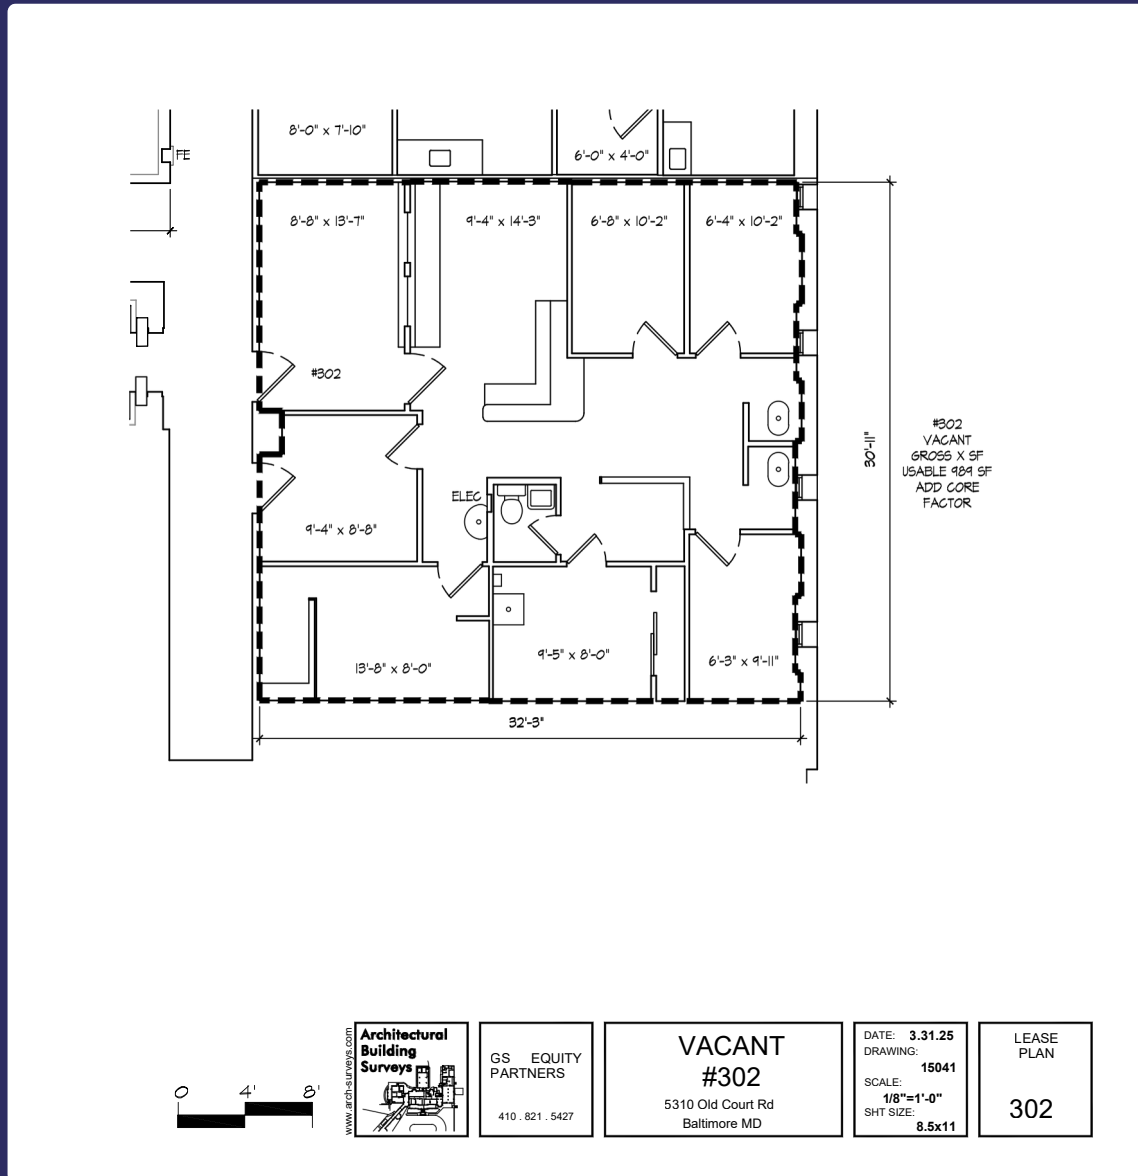 8'-0" x 7'-10"
FE
6'-0" x 4'-0"
8'-8" x 13'-7"
9'-4" x 14'-3"
6'-8" x 10'-2"
6'-4" x 10'-2"
#302
30'-11"
#302
VACANT
GROSS X SF
USABLE 989 SF
ADD CORE
FACTOR
ELEC
9'-4" x 8'-8"
13'-8" x 8'-0"
9'-5" x 8'-0"
6'-3" x 9'-11"
32'-3"
0 4' 8'
www.arch-surveys.com
Architectural
Building
Surveys
GS EQUITY
PARTNERS
410 . 821 . 5427
VACANT
#302
5310 Old Court Rd
Baltimore MD
DATE: 3.31.25
DRAWING:
15041
SCALE:
1/8"=1'-0"
SHT SIZE:
8.5x11
LEASE
PLAN
302